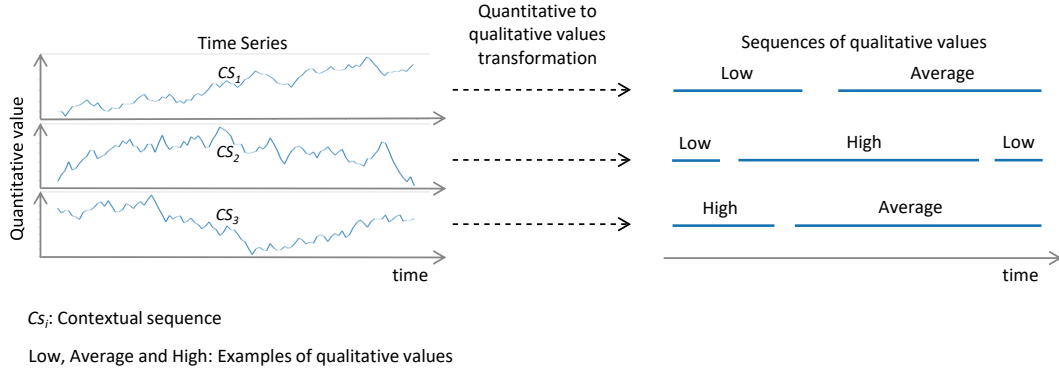 Quantitative to
qualitative values
transformation
Time Series
Sequences of qualitative values
Quantitative value
CS1
Low
Average
CS2
Low
High
Low
CS3
High
Average
time
time
Csi: Contextual sequence
Low, Average and High: Examples of qualitative values